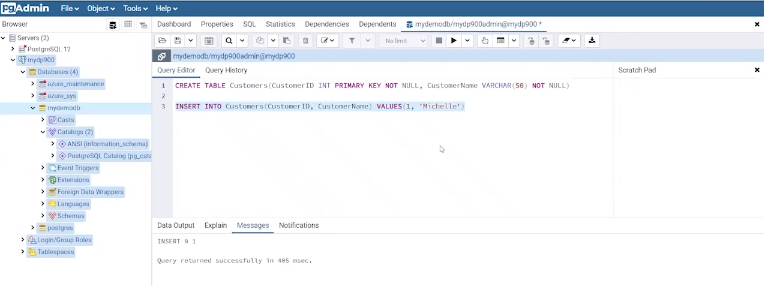 pgAdmin File Object Tools Help
Browser
Dashboard Properties SQL Statistics Dependencies Dependents mydemodb/mydp900admin@mydp900 *
Servers (2)
PostgreSQL 12
mydp900
Databases (4)
azure_maintenance
azure_sys
mydemodb
Casts
Catalogs (2)
ANSI (information_schema)
PostgreSQL Catalog (pg_cata
Event Triggers
Extensions
Foreign Data Wrappers
Languages
Schemas
postgres
Login/Group Roles
Tablespaces
No limit
mydemodb/mydp900admin@mydp900
Query Editor Query History
Scratch Pad
1 CREATE TABLE Customers(CustomerID INT PRIMARY KEY NOT NULL, CustomerName VARCHAR(50) NOT NULL)
2
3 INSERT INTO Customers(CustomerID, CustomerName) VALUES(1, 'Michelle')
Data Output Explain Messages Notifications
INSERT 0 1
Query returned successfully in 405 msec.